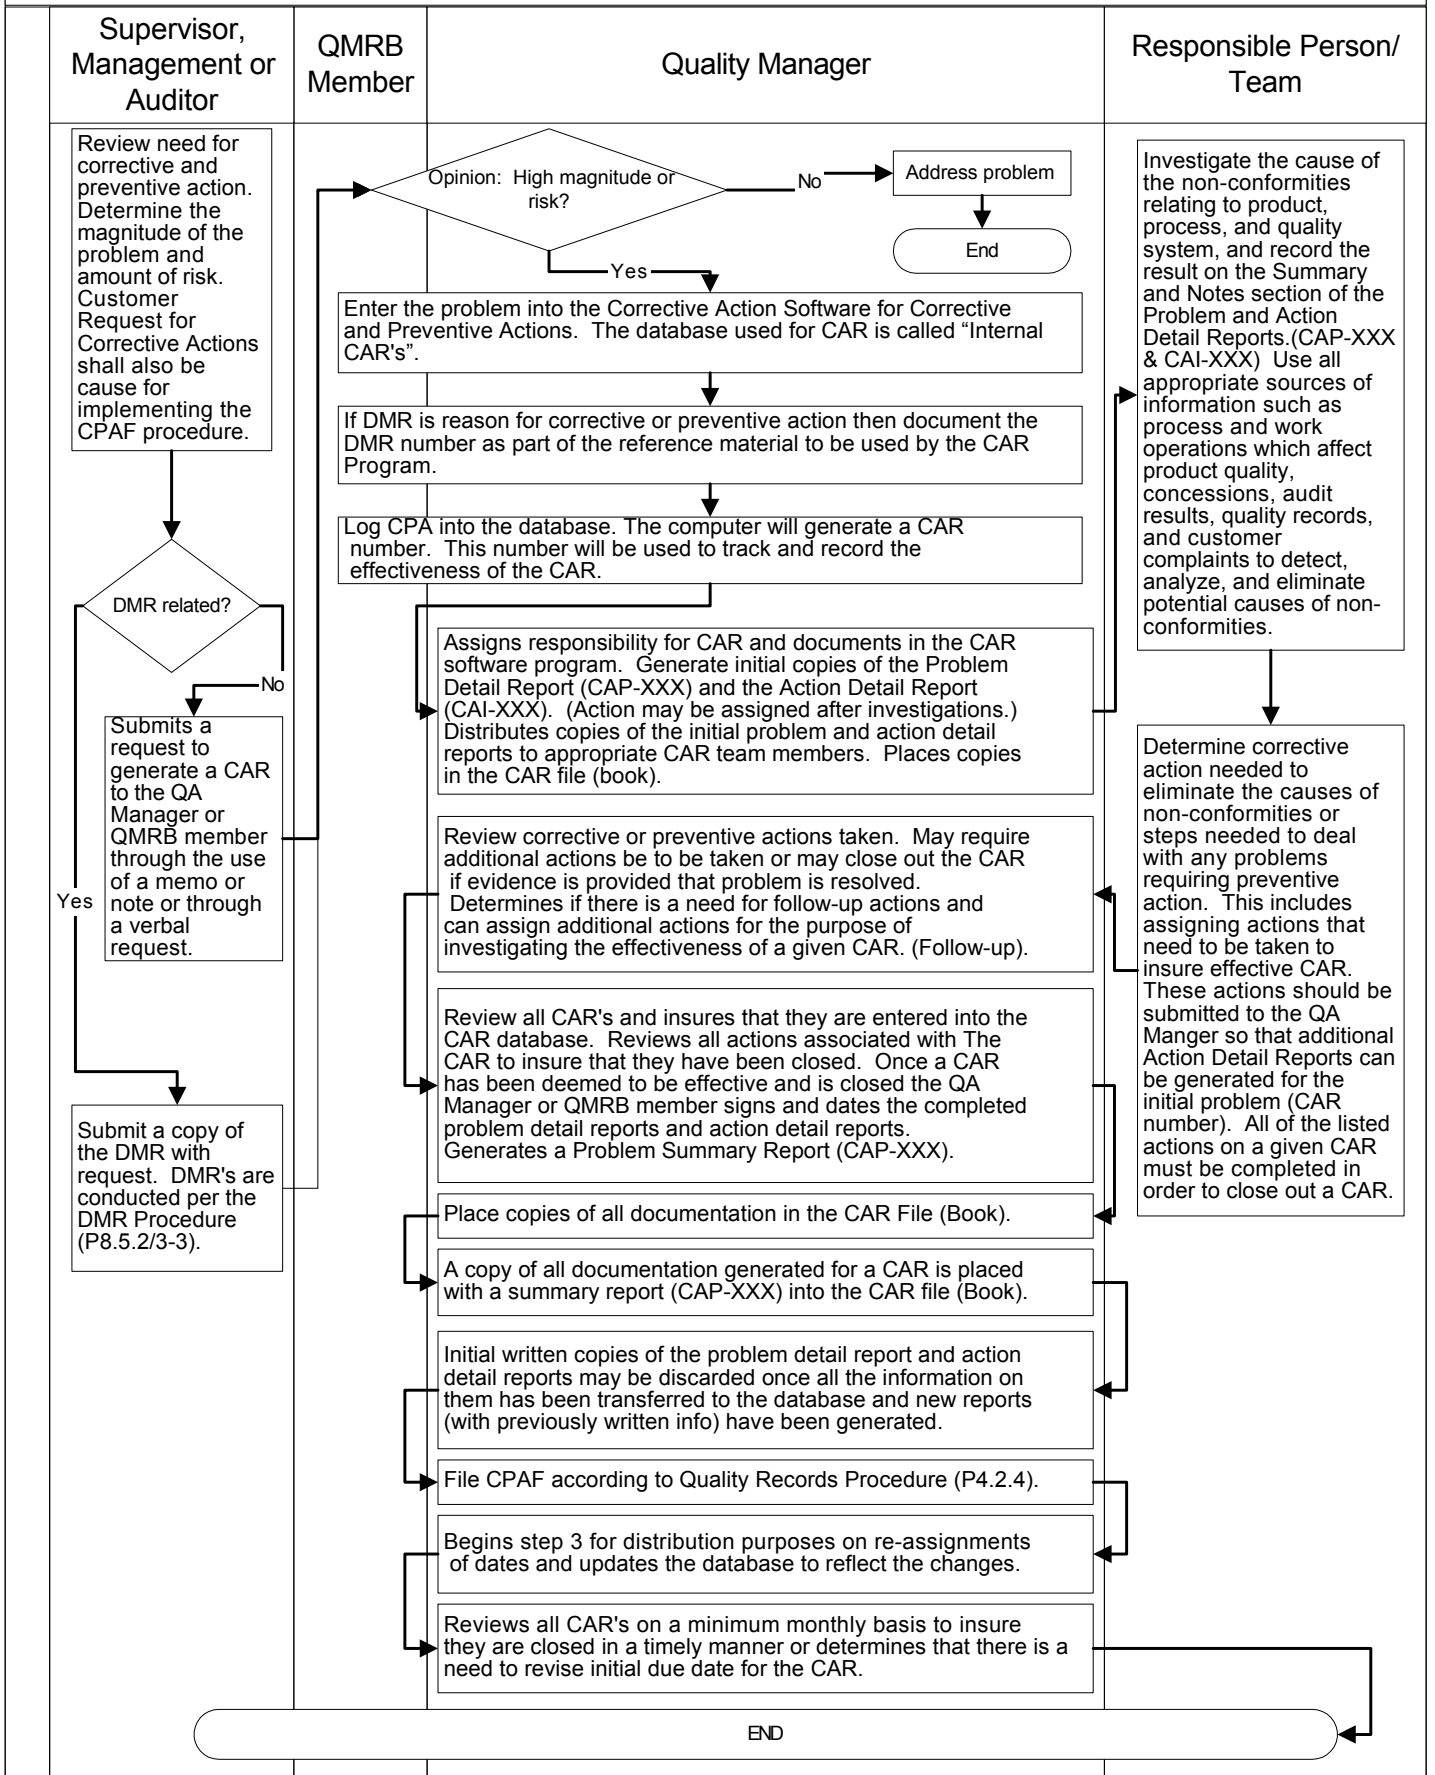 Supervisor,
Management or
Auditor
QMRB
Member
Quality Manager
Responsible Person/
Team
Review need for
corrective and
preventive action.
Determine the
magnitude of the
problem and
amount of risk.
Customer
Request for
Corrective Actions
shall also be
cause for
implementing the
CPAF procedure.
DMR related?
No
Yes
Submits a
request to
generate a CAR
to the QA
Manager or
QMRB member
through the use
of a memo or
note or through
a verbal
request.
Submit a copy of
the DMR with
request. DMR's are
conducted per the
DMR Procedure
(P8.5.2/3-3).
Opinion: High magnitude or
risk?
No
Address problem
End
Yes
Enter the problem into the Corrective Action Software for Corrective
and Preventive Actions. The database used for CAR is called “Internal
CAR's”.
If DMR is reason for corrective or preventive action then document the
DMR number as part of the reference material to be used by the CAR
Program.
Log CPA into the database. The computer will generate a CAR
number. This number will be used to track and record the
effectiveness of the CAR.
Assigns responsibility for CAR and documents in the CAR
software program. Generate initial copies of the Problem
Detail Report (CAP-XXX) and the Action Detail Report
(CAI-XXX). (Action may be assigned after investigations.)
Distributes copies of the initial problem and action detail
reports to appropriate CAR team members. Places copies
in the CAR file (book).
Investigate the cause of
the non-conformities
relating to product,
process, and quality
system, and record the
result on the Summary
and Notes section of the
Problem and Action
Detail Reports.(CAP-XXX
& CAI-XXX) Use all
appropriate sources of
information such as
process and work
operations which affect
product quality,
concessions, audit
results, quality records,
and customer
complaints to detect,
analyze, and eliminate
potential causes of non-
conformities.
Determine corrective
action needed to
eliminate the causes of
non-conformities or
steps needed to deal
with any problems
requiring preventive
action. This includes
assigning actions that
need to be taken to
insure effective CAR.
These actions should be
submitted to the QA
Manger so that additional
Action Detail Reports can
be generated for the
initial problem (CAR
number). All of the listed
actions on a given CAR
must be completed in
order to close out a CAR.
Review corrective or preventive actions taken. May require
additional actions be to be taken or may close out the CAR
if evidence is provided that problem is resolved.
Determines if there is a need for follow-up actions and
can assign additional actions for the purpose of
investigating the effectiveness of a given CAR. (Follow-up).
Review all CAR's and insures that they are entered into the
CAR database. Reviews all actions associated with The
CAR to insure that they have been closed. Once a CAR
has been deemed to be effective and is closed the QA
Manager or QMRB member signs and dates the completed
problem detail reports and action detail reports.
Generates a Problem Summary Report (CAP-XXX).
Place copies of all documentation in the CAR File (Book).
A copy of all documentation generated for a CAR is placed
with a summary report (CAP-XXX) into the CAR file (Book).
Initial written copies of the problem detail report and action
detail reports may be discarded once all the information on
them has been transferred to the database and new reports
(with previously written info) have been generated.
File CPAF according to Quality Records Procedure (P4.2.4).
Begins step 3 for distribution purposes on re-assignments
of dates and updates the database to reflect the changes.
Reviews all CAR's on a minimum monthly basis to insure
they are closed in a timely manner or determines that there is a
need to revise initial due date for the CAR.
END